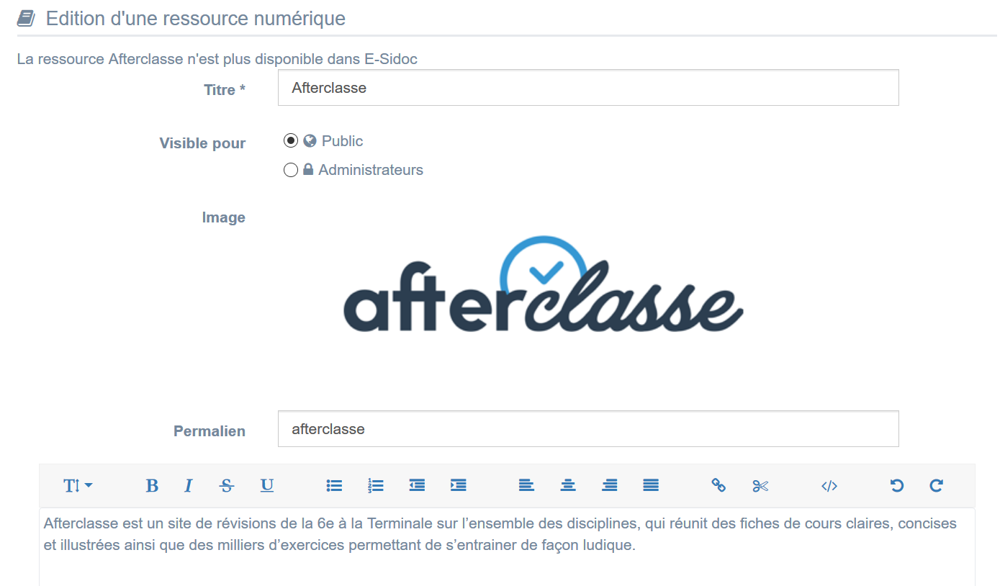 Edition d'une ressource numérique
La ressource Afterclasse n'est plus disponible dans E-Sidoc
Titre *
Afterclasse
Visible pour
Public
Administrateurs
Image
afterclasse
Permalien
afterclasse
T B I S U
Afterclasse est un site de révisions de la 6e à la Terminale sur l’ensemble des disciplines, qui réunit des fiches de cours claires, concises
et illustrées ainsi que des milliers d’exercices permettant de s’entrainer de façon ludique.